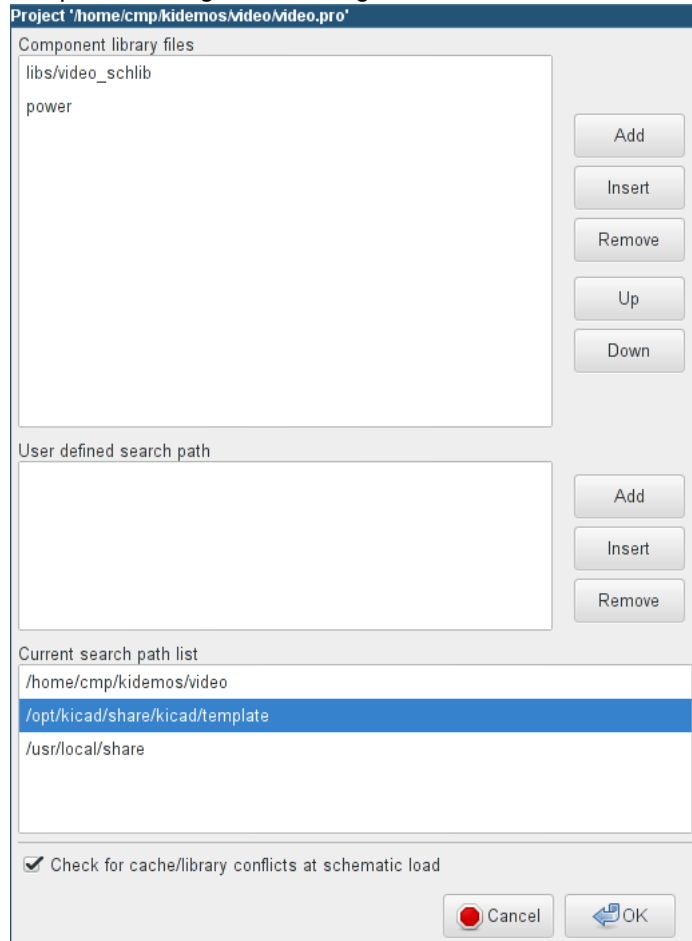 Project '/home/cmp/kidemos/video/video.pro'
Component library files
libs/video_schlib
power
Add
Insert
Remove
Up
Down
User defined search path
Add
Insert
Remove
Current search path list
/home/cmp/kidemos/video
/opt/kicad/share/kicad/template
/usr/local/share
Check for cache/library conflicts at schematic load
Cancel
OK